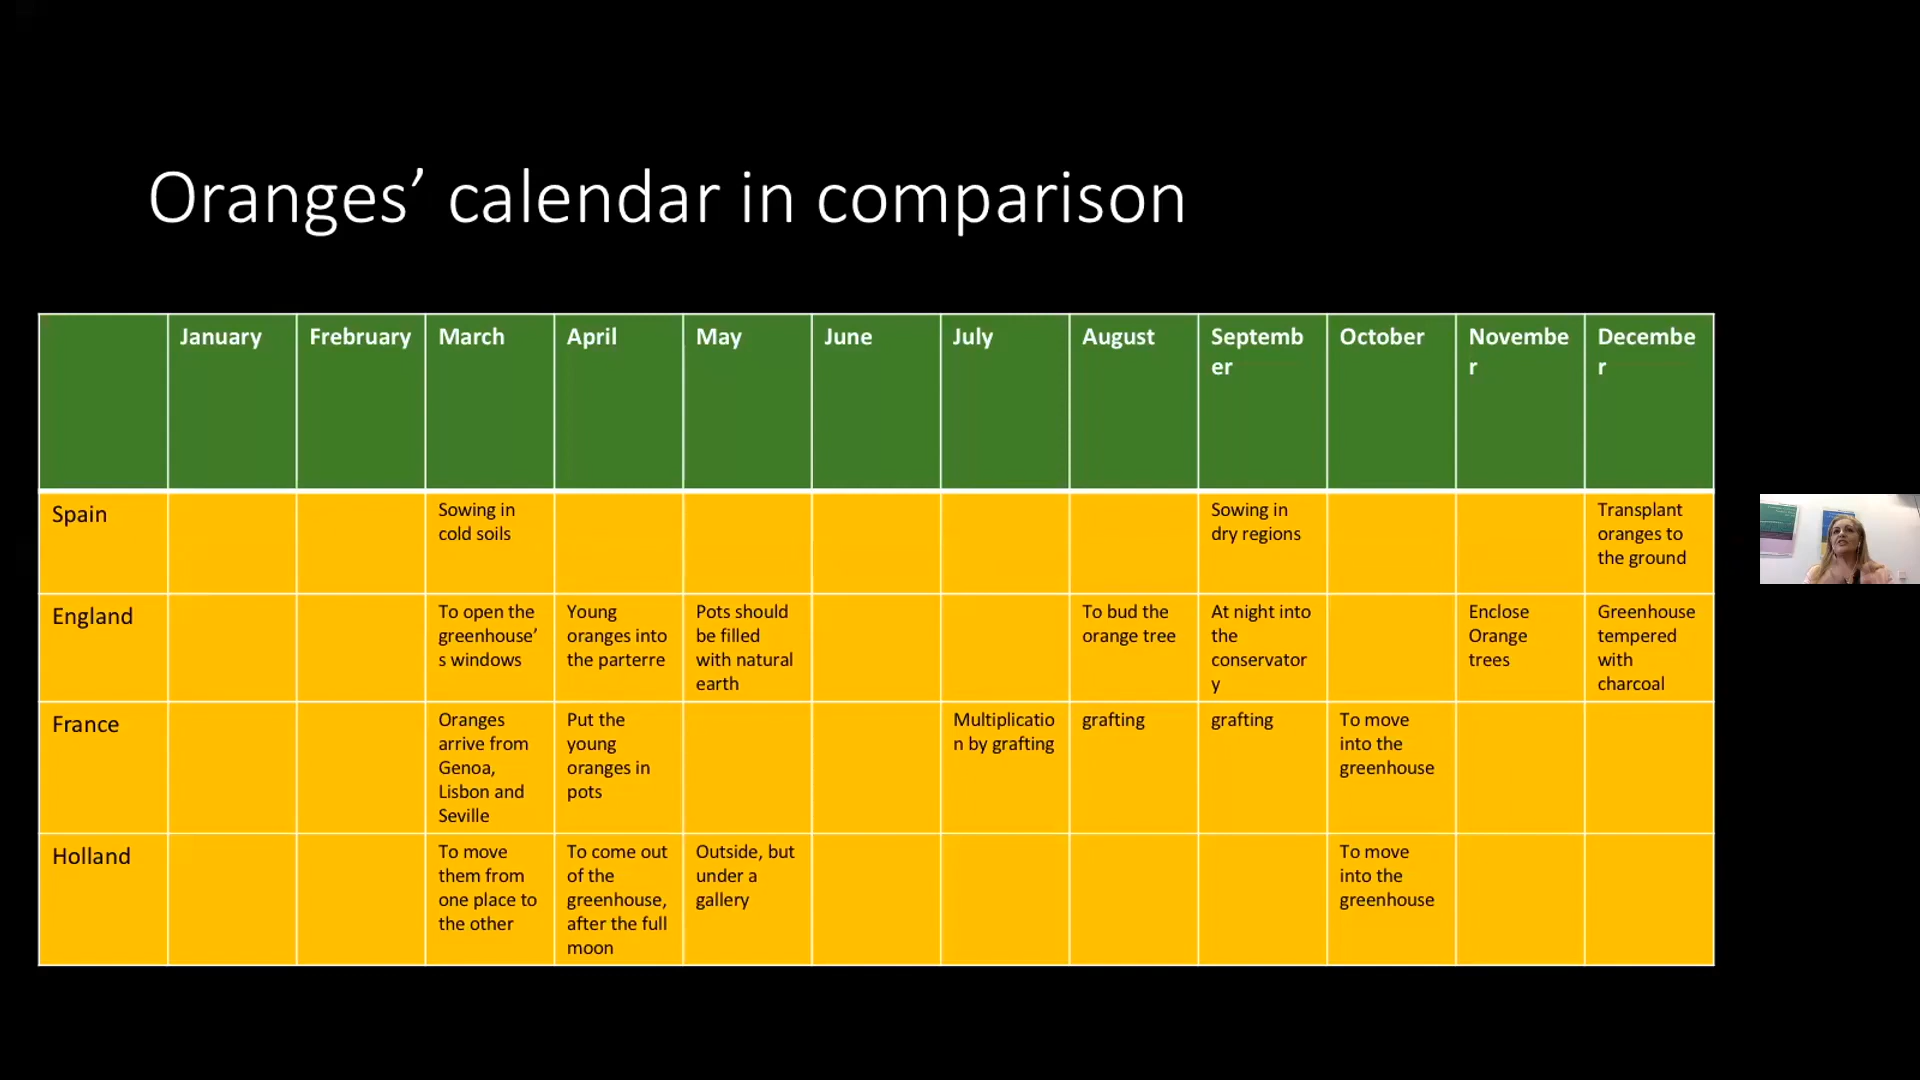 Oranges’ calendar in comparison
January Frebruary March April May June July August Septemb October Novembe Decembe
er r r
Spain Sowing in Sowing in Transplant
cold soils dry regions oranges to
the ground
England To open the Young Pots should To bud the At night into Enclose Greenhouse
greenhouse’ oranges into be filled orange tree the Orange tempered
s windows the parterre with natural conservator trees with
earth y charcoal
France Oranges Put the Multiplicatio grafting grafting To move
arrive from young n by grafting into the
Genoa, oranges in greenhouse
Lisbon and pots
Seville
Holland To move To come out Outside, but To move
them from of the under a into the
one place to greenhouse, gallery greenhouse
the other after the full
moon